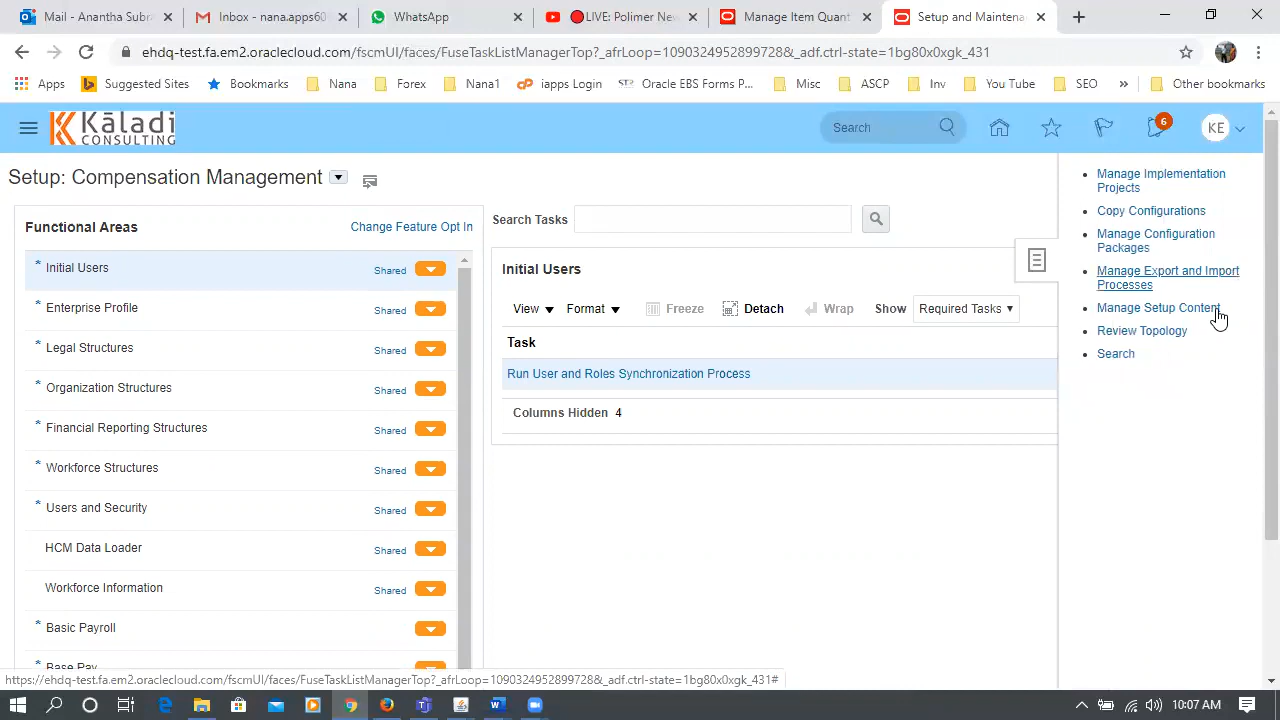 Mail - Anantha Subra
Inbox - nana.apps60
WhatsApp
LIVE: Polimer Ne
Manage Item Quant
Setup and Maintena
ehdq-test.fa.em2.oraclecloud.com/fscmUI/faces/FuseTaskListManagerTop?_afrLoop=10903249528997728&_adf.ctrl-state=1bg80x0xgk_431
Apps
Suggested Sites
Bookmarks
Nana
Forex
Nana1
iapps Login
Oracle EBS Forms P...
Misc
ASCP
Inv
You Tube
SEO
Other bookmarks
Kāladi
CONSULTING
Search
6
KE
Setup: Compensation Management
Functional Areas
Change Feature Opt In
* Initial Users Shared
* Enterprise Profile Shared
* Legal Structures Shared
* Organization Structures Shared
* Financial Reporting Structures Shared
* Workforce Structures Shared
* Users and Security Shared
HCM Data Loader Shared
Workforce Information Shared
* Basic Payroll
* Base Pay
Search Tasks
Initial Users
View
Format
Freeze
Detach
Wrap
Show
Required Tasks
Task
Run User and Roles Synchronization Process
Columns Hidden 4
Manage Implementation
Projects
Copy Configurations
Manage Configuration
Packages
Manage Export and Import
Processes
Manage Setup Content
Review Topology
Search
https://ehdq-test.fa.em2.oraclecloud.com/fscmUI/faces/FuseTaskListManagerTop?_afrLoop=10903249528997728&_adf.ctrl-state=1bg80x0xgk_431#
10:07 AM